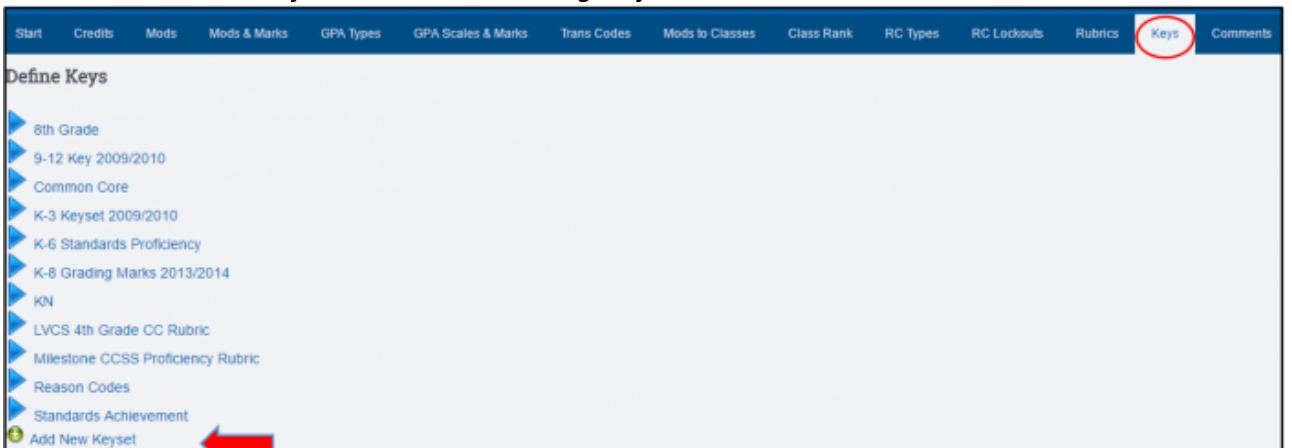 Start Credits Mods Mods & Marks GPA Types GPA Scales & Marks Trans Codes Mods to Classes Class Rank RC Types RC Lockouts Rubrics Keys Comments
Define Keys
8th Grade
9-12 Key 2009/2010
Common Core
K-3 Keyset 2009/2010
K-6 Standards Proficiency
K-8 Grading Marks 2013/2014
KN
LVCS 4th Grade CC Rubric
Milestone CCSS Proficiency Rubric
Reason Codes
Standards Achievement
Add New Keyset